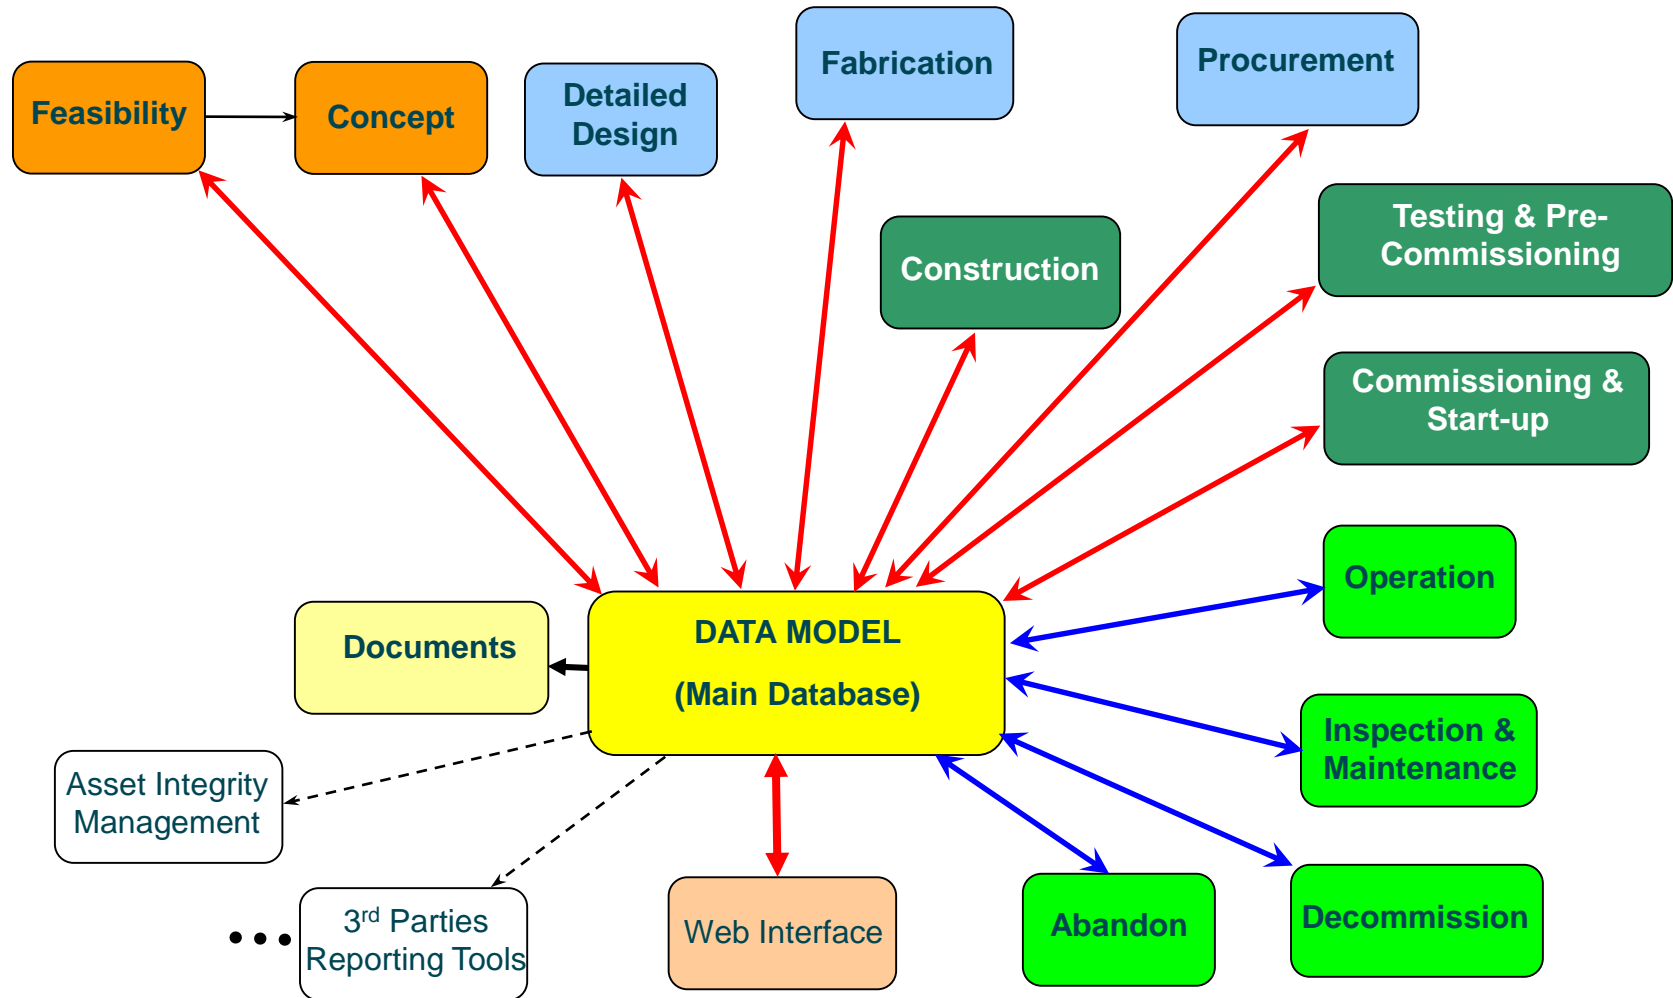 Feasibility
Concept
Detailed
Design
Fabrication
Procurement
Construction
Testing & Pre-
Commissioning
Commissioning &
Start-up
Operation
Documents
DATA MODEL
(Main Database)
Inspection &
Maintenance
Asset Integrity
Management
3rd Parties
Reporting Tools
Web Interface
Abandon
Decommission